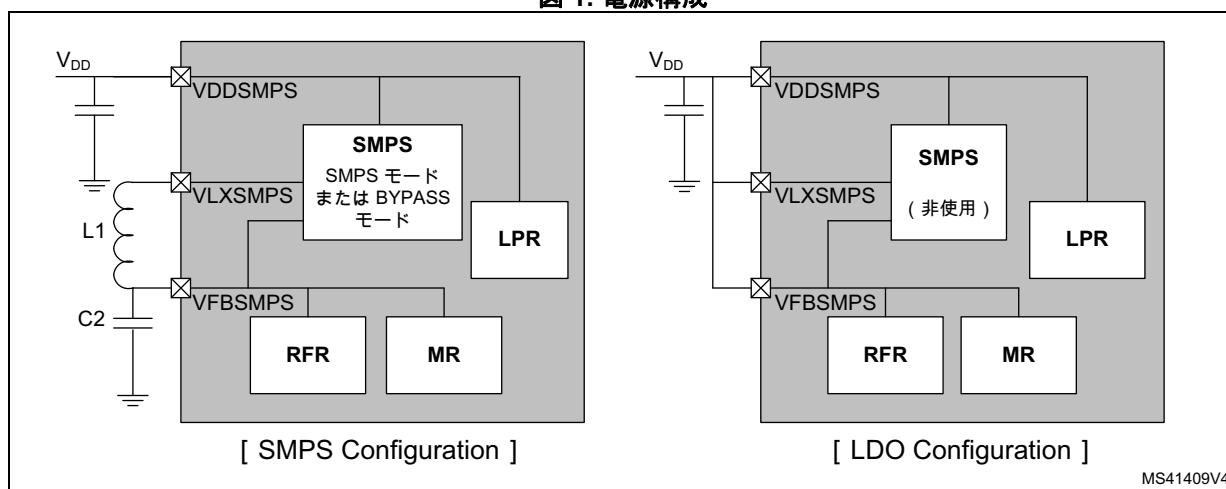 図 1. 電源構成
VDD
VDDSMPS
SMPS
SMPS モード
または BYPASS
モード
VLXSMPS
L1
LPR
VFBSMPS
C2
RFR
MR
[ SMPS Configuration ]
VDD
VDDSMPS
SMPS
( 非使用 )
VLXSMPS
LPR
VFBSMPS
RFR
MR
[ LDO Configuration ]
MS41409V4